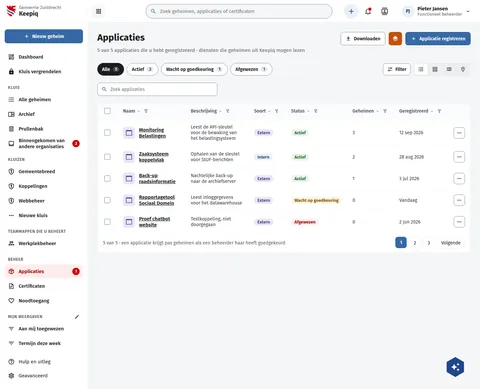 Gemeente Zuiddrecht
Keepiq
Zoek geheimen, applicaties of certificaten
PJ
Pieter Jansen
Functioneel beheerder
+ Nieuw geheim
Dashboard
Kluis vergrendelen
KLUIS
Alle geheimen
Archief
Prullenbak
Binnengekomen van
andere organisaties
2
KLUIZEN
Gemeentebreed
Koppelingen
Webbeheer
Nieuwe kluis
TEAMMAPPEN DIE U BEHEERT
Werkplekbeheer
BEHEER
Applicaties
1
Certificaten
Noodtoegang
MIJN WEERGAVEN
Aan mij toegewezen
Termijn deze week
Hulp en uitleg
Geavanceerd
Applicaties
5 van 5 applicaties die u hebt geregistreerd - diensten die geheimen uit Keepiq mogen lezen
Downloaden
+ Applicatie registreren
Alle 5
Actief 3
Wacht op goedkeuring 1
Afgewezen 1
Filter
Zoek applicaties
Naam
Beschrijving
Soort
Status
Geheimen
Geregistreerd
Monitoring
Belastingen
Leest de API-sleutel
voor de bewaking van
het belastingsysteem
Extern
Actief
3
12 sep 2026
Zaaksysteem
koppelvlak
Ophalen van de sleutel
voor StUF-berichten
Intern
Actief
2
28 aug 2026
Back-up
raadsinformatie
Nachtelijke back-up
naar de archiefserver
Extern
Actief
1
3 jul 2026
Rapportagetool
Sociaal Domein
Leest inloggegevens
voor het datawarehouse
Extern
Wacht op goedkeuring
0
Vandaag
Proef chatbot
website
Testkoppeling, niet
doorgegaan
Extern
Afgewezen
0
2 jun 2026
5 van 5 - een applicatie krijgt pas geheimen als een beheerder haar heeft goedgekeurd
1
2
3
Volgende